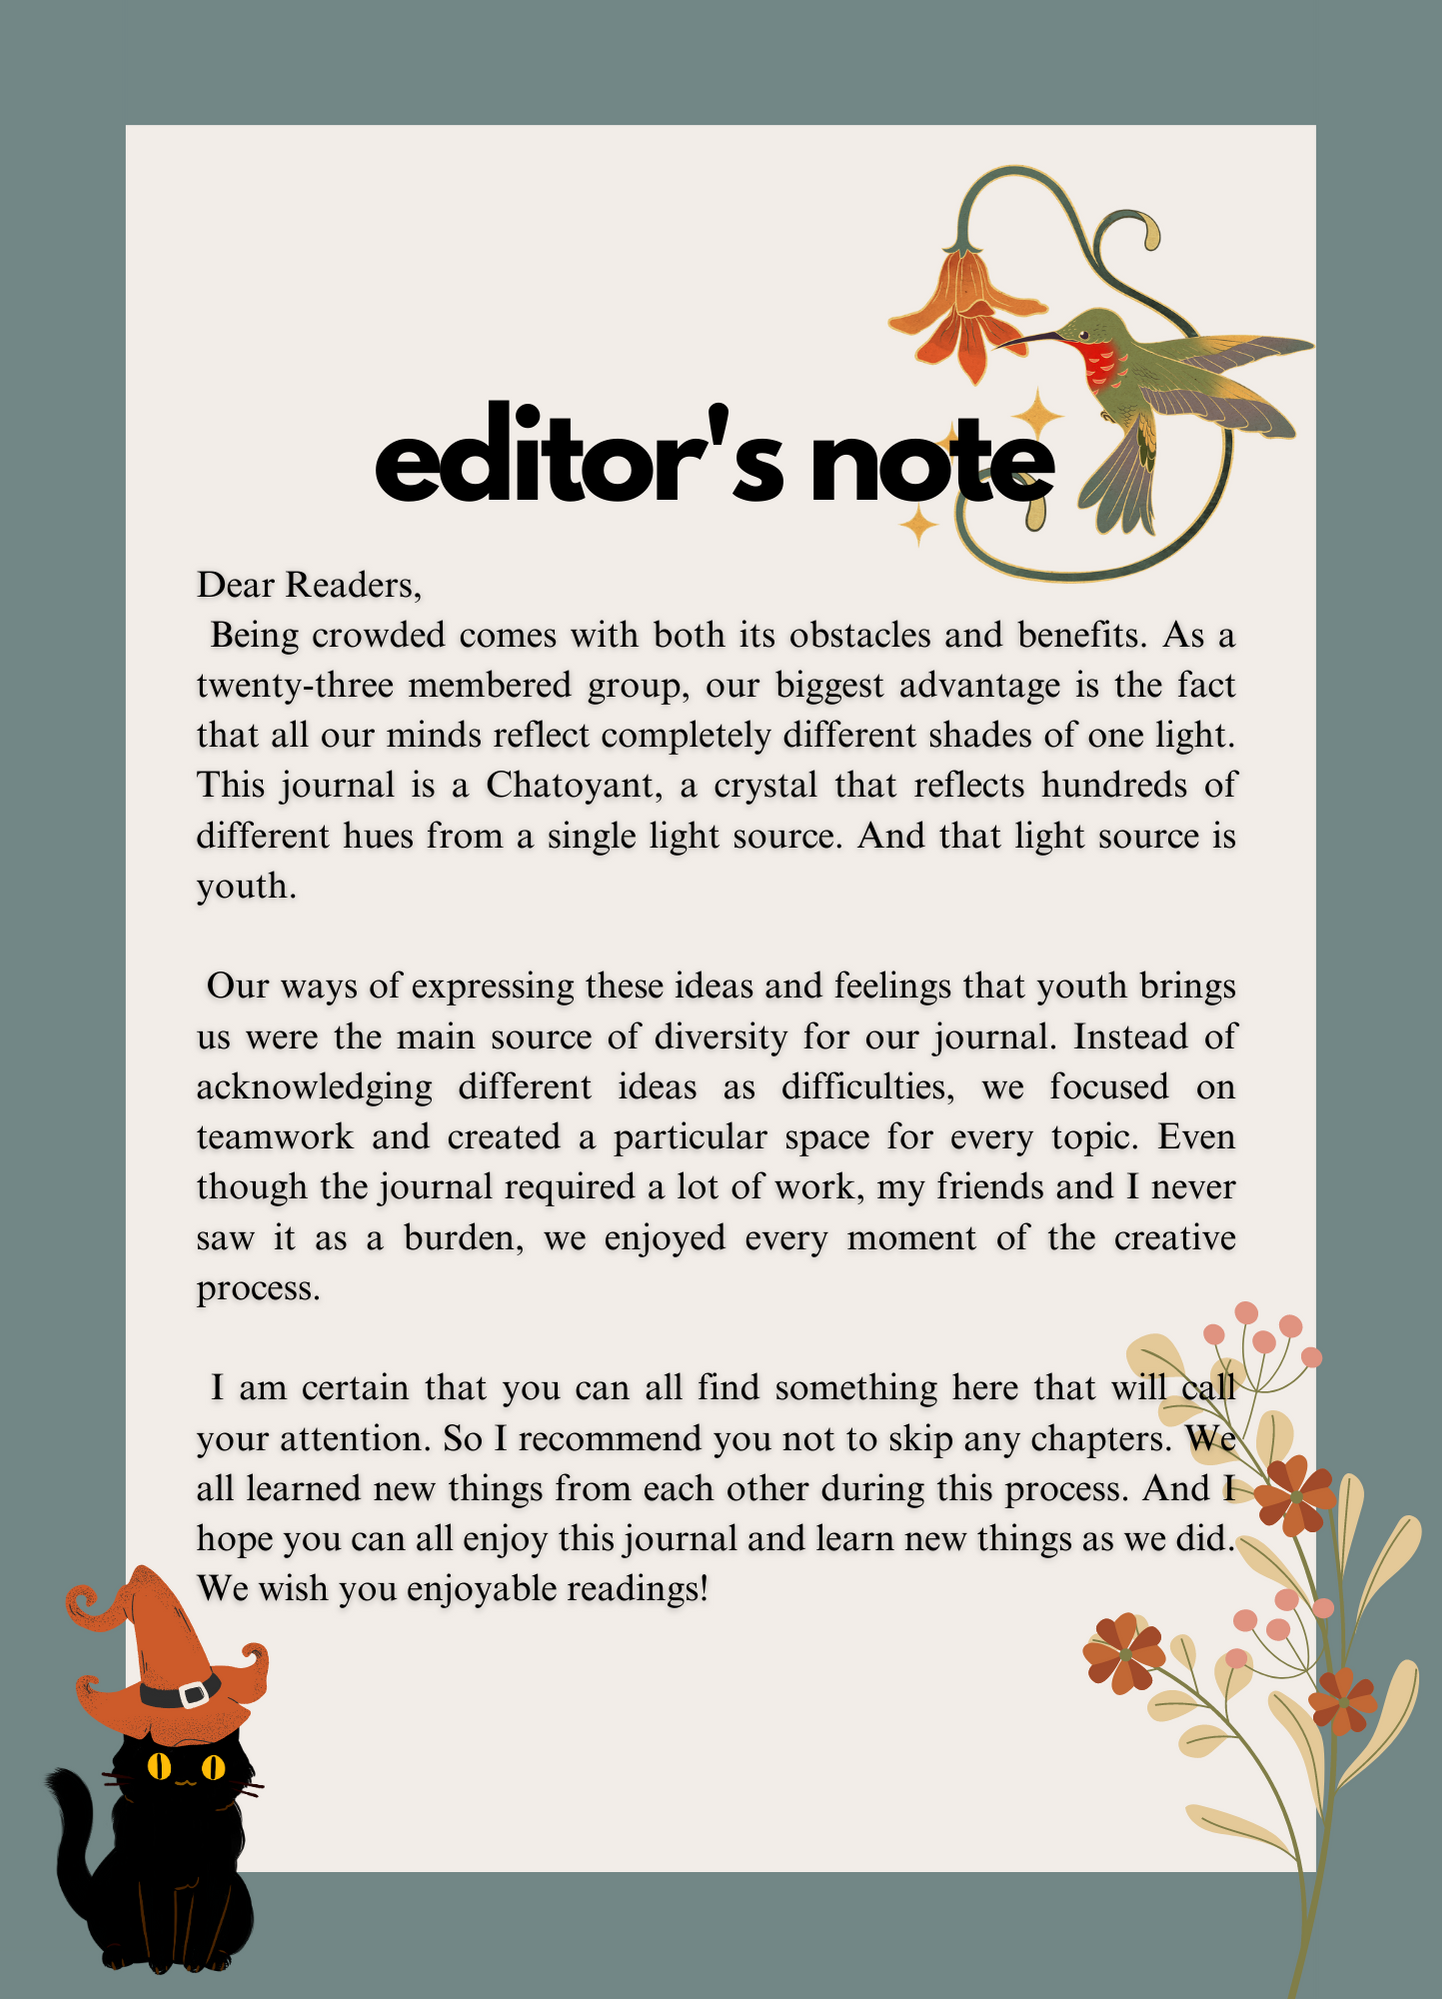 editor's note
Dear Readers,
Being crowded comes with both its obstacles and benefits. As a
twenty-three membered group, our biggest advantage is the fact
that all our minds reflect completely different shades of one light.
This journal is a Chatoyant, a crystal that reflects hundreds of
different hues from a single light source. And that light source is
youth.
Our ways of expressing these ideas and feelings that youth brings
us were the main source of diversity for our journal. Instead of
acknowledging different ideas as difficulties, we focused on
teamwork and created a particular space for every topic. Even
though the journal required a lot of work, my friends and I never
saw it as a burden, we enjoyed every moment of the creative
process.
I am certain that you can all find something here that will call
your attention. So I recommend you not to skip any chapters. We
all learned new things from each other during this process. And I
hope you can all enjoy this journal and learn new things as we did.
We wish you enjoyable readings!